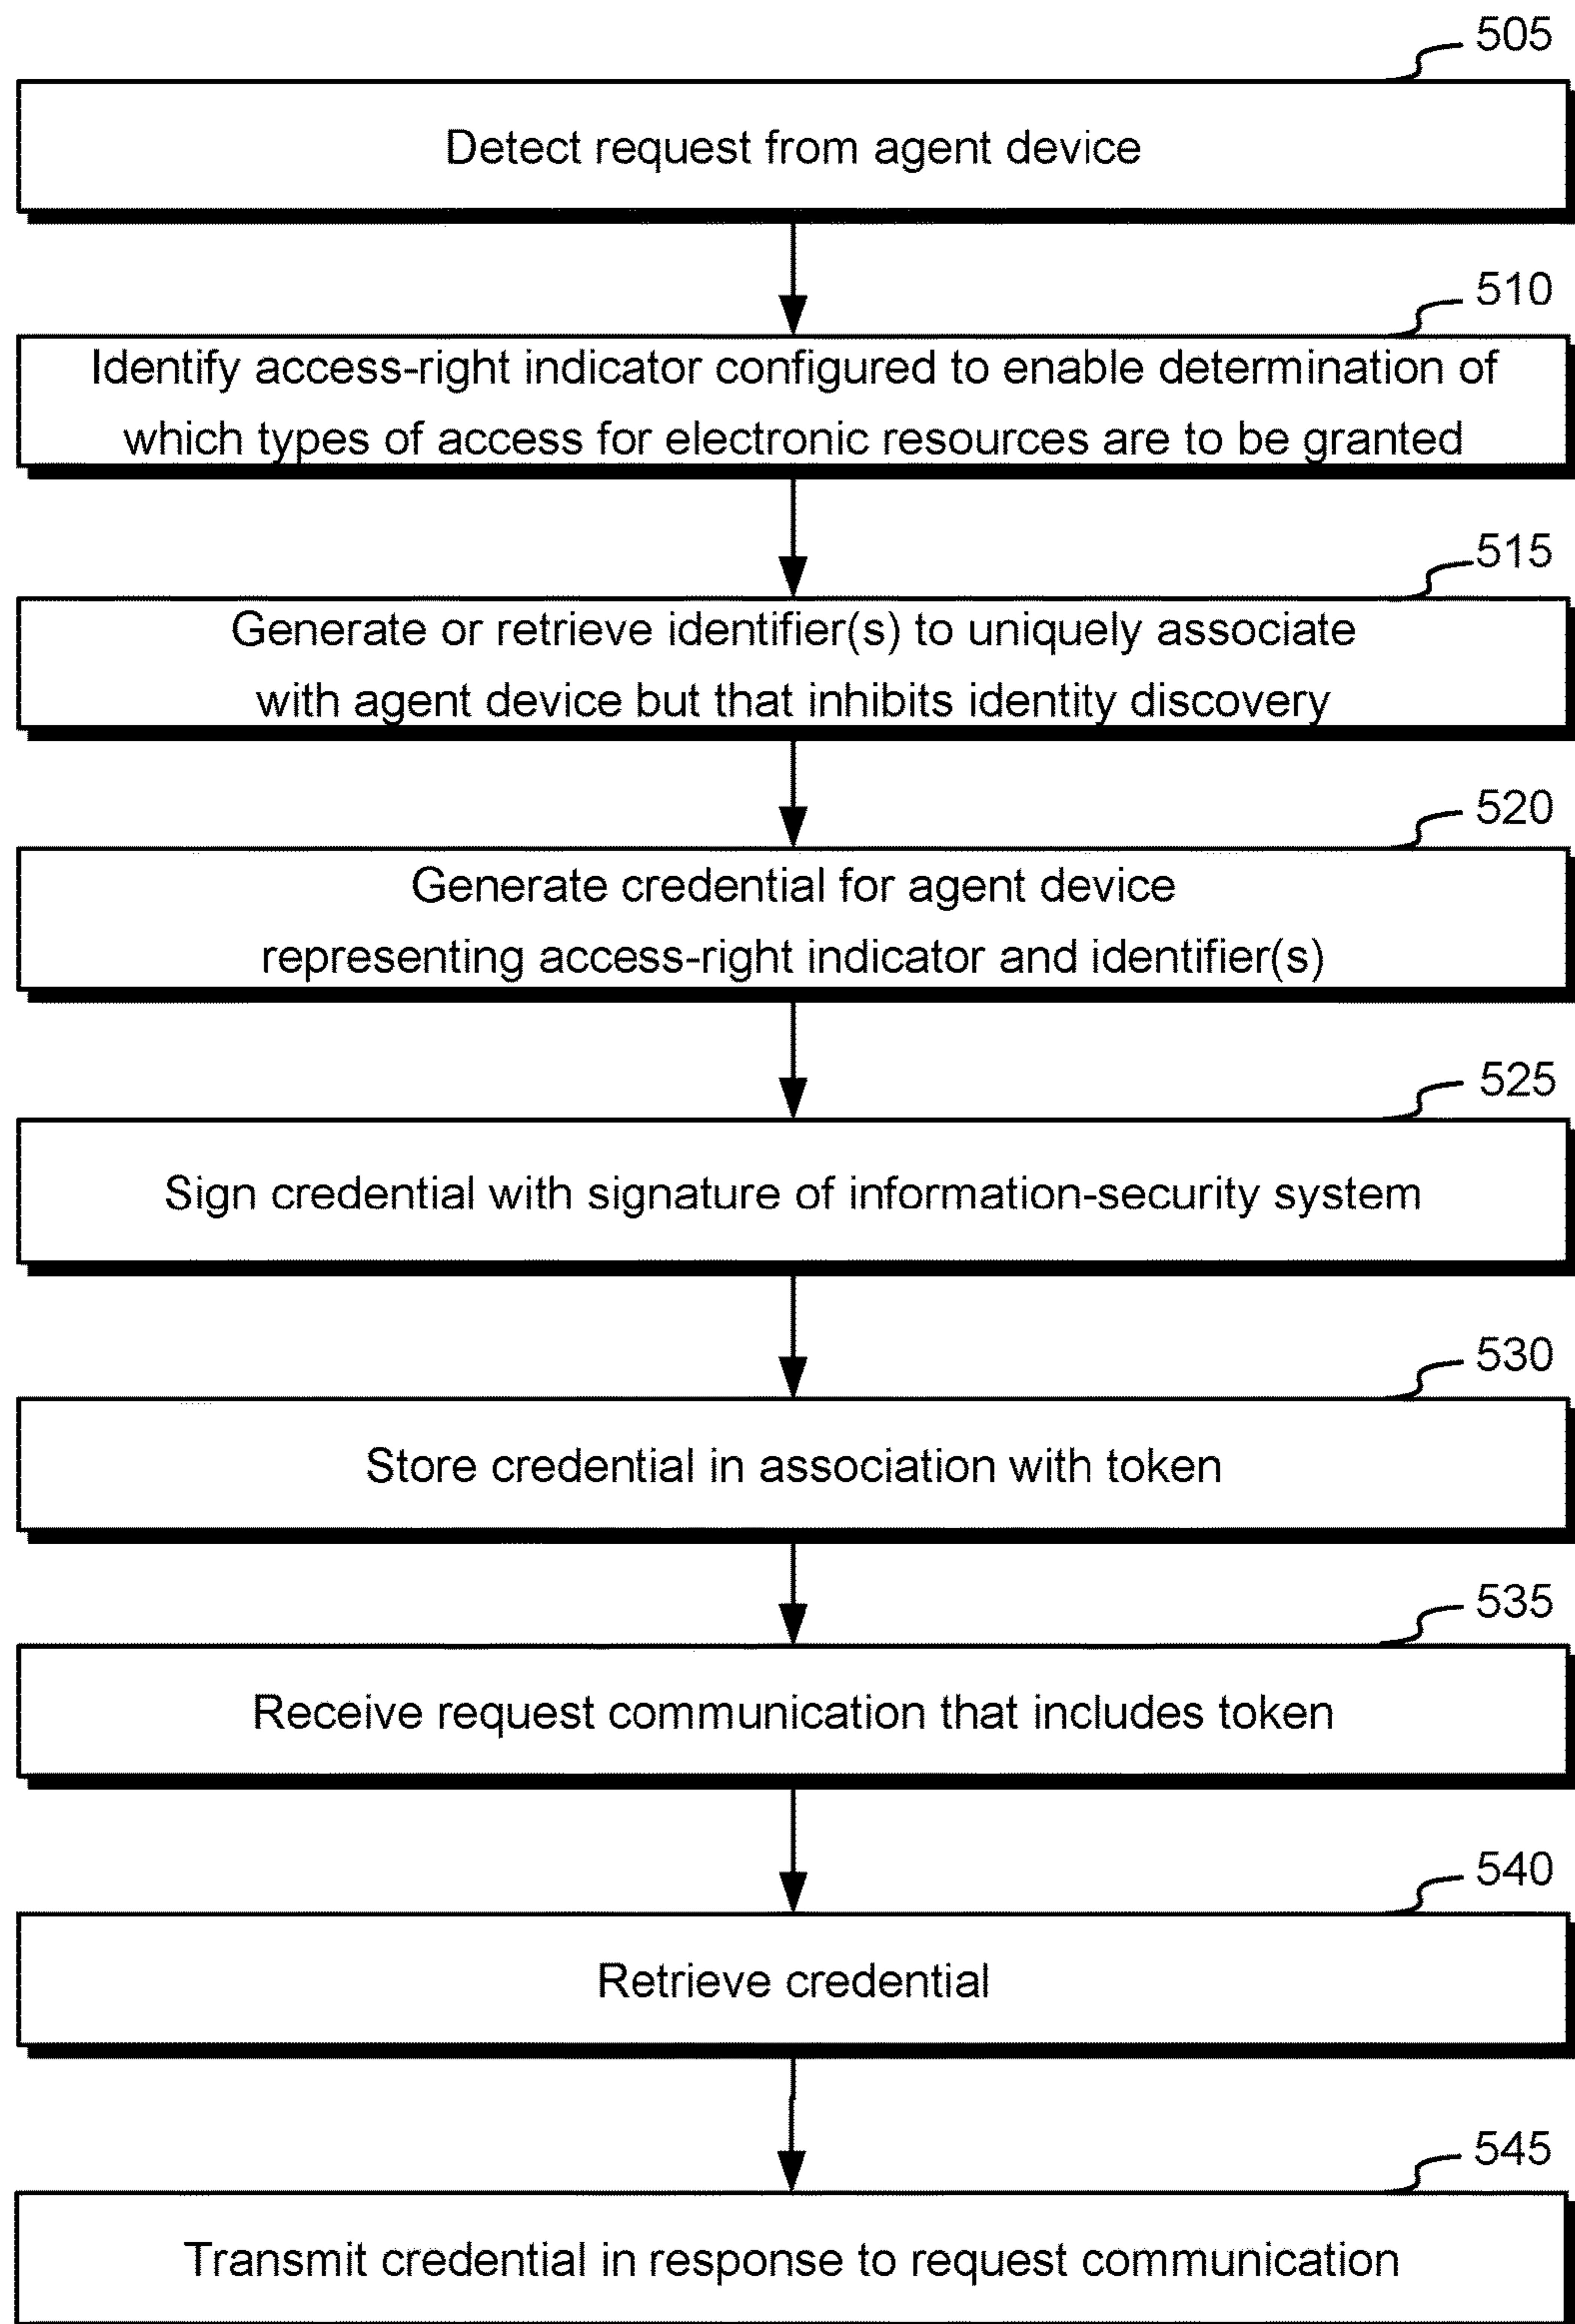 505
Detect request from agent device
510
Identify access-right indicator configured to enable determination of
which types of access for electronic resources are to be granted
515
Generate or retrieve identifier(s) to uniquely associate
with agent device but that inhibits identity discovery
520
Generate credential for agent device
representing access-right indicator and identifier(s)
525
Sign credential with signature of information-security system
530
Store credential in association with token
535
Receive request communication that includes token
540
Retrieve credential
545
Transmit credential in response to request communication